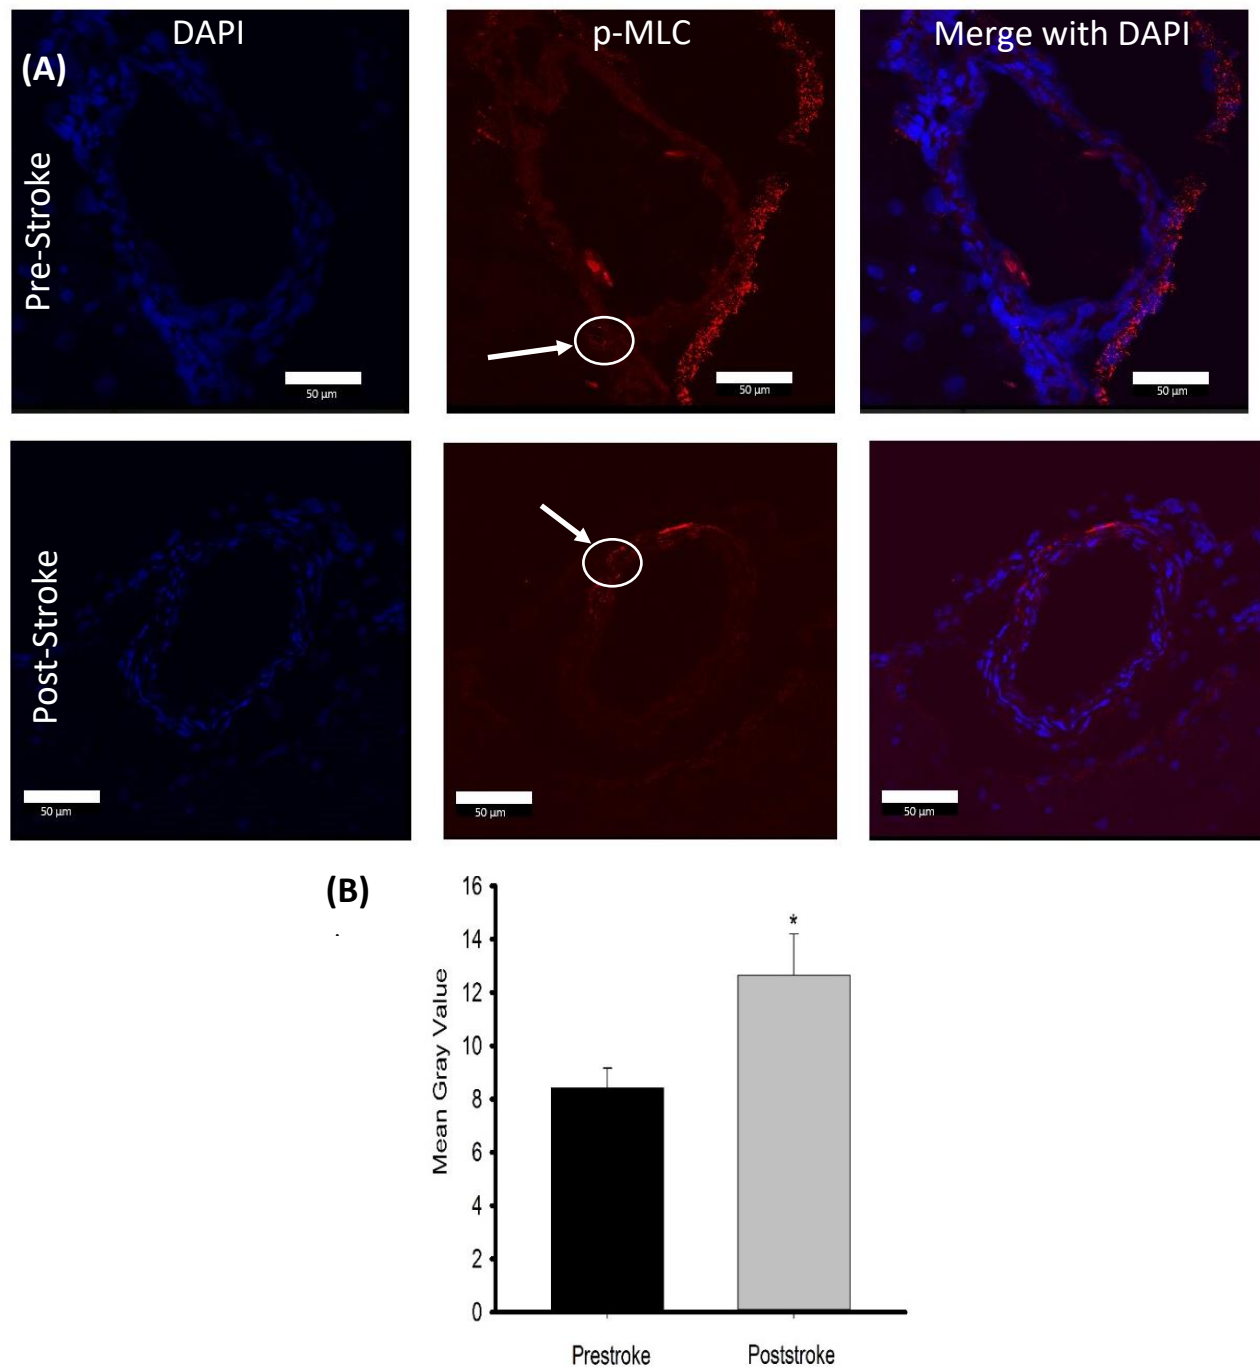 DAPI
p-MLC
Merge with DAPI
(A)
Pre-Stroke
50 µm
50 µm
50 µm
Post-Stroke
50 µm
50 µm
50 µm
(B)
16
*
14
12
10
8
6
4
2
0
Mean Gray Value
Prestroke
Poststroke